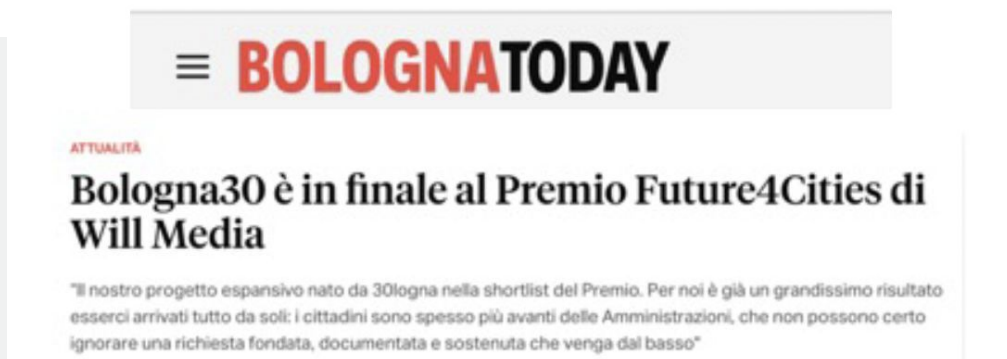 BOLOGNATODAY
ATTUALITÀ
Bologna30 è in finale al Premio Future4Cities di
Will Media
"Il nostro progetto espansivo nato da 30logna nella shortlist del Premio. Per noi è già un grandissimo risultato
esserci arrivati tutto da soli: i cittadini sono spesso più avanti delle Amministrazioni, che non possono certo
ignorare una richiesta fondata, documentata e sostenuta che venga dal basso"